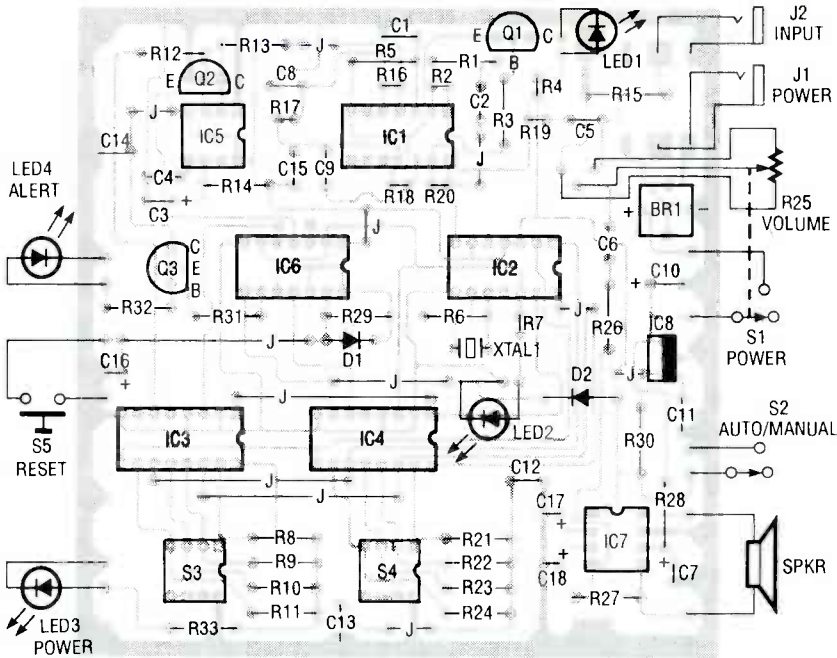 C1
E Q1 C
B
LED1
J2
INPUT
R12
R13
J
R5
R1
R16
R2
E Q2 C
C8
R4
R15
J1
POWER
C2
R3
R17
J
IC5
IC1
R19
C5
C14
J
C15
C9
C4
R14
R18
R20
R25
VOLUME
LED4
ALERT
C3 +
+ BR1 -
J
C
Q3 E
B
IC6
IC2
C6
C10
+
R32
R31
R29
R6
R7
J
R26
IC8
S1
POWER
C16
+
J
D1
XTAL1
J
J
J
D2
S5
RESET
IC3
IC4
LED2
R30
C11
S2
AUTO/MANUAL
J
J
C12
C17
+
R28
IC7
S3
S4
R8
R9
R10
R11
R21
R22
R23
R24
+
C18
+
C7
SPKR
R27
LED3
POWER
R33
C13
J